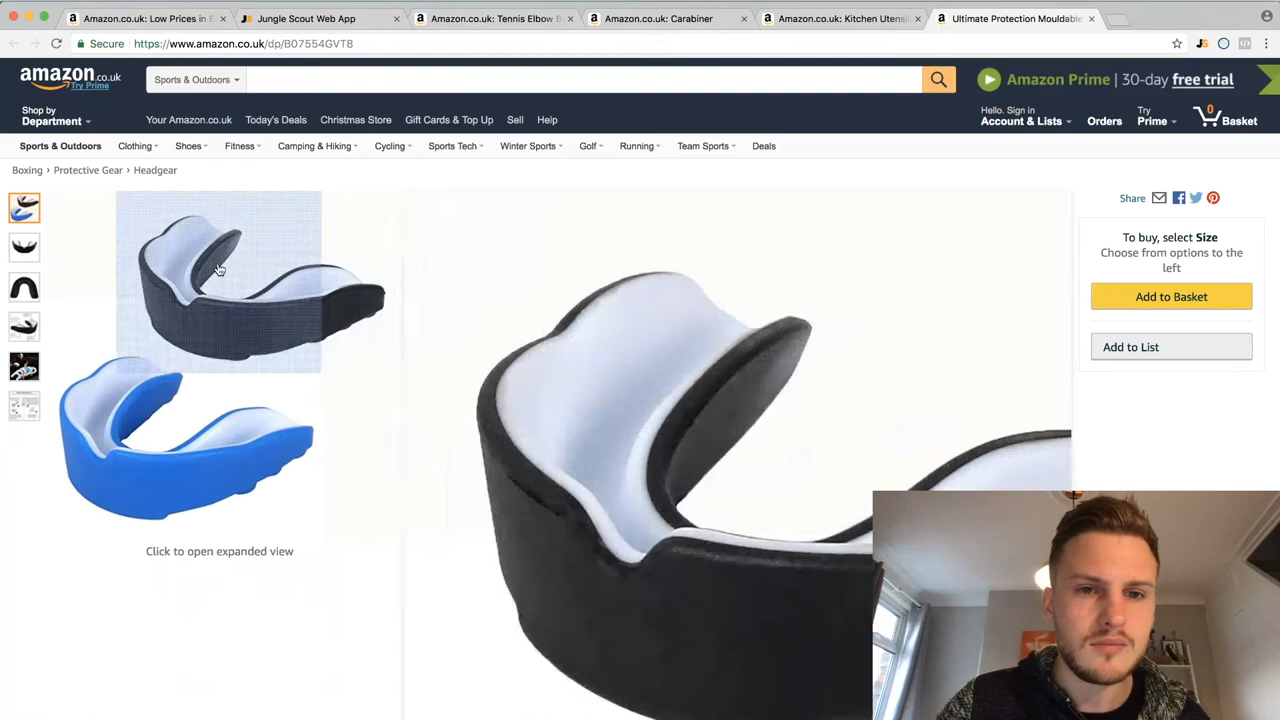 Amazon.co.uk: Low Prices in E
Jungle Scout Web App
Amazon.co.uk: Tennis Elbow B
Amazon.co.uk: Carabiner
Amazon.co.uk: Kitchen Utensil
Ultimate Protection Mouldable
Secure https://www.amazon.co.uk/dp/B07554GVT8
amazon.co.uk
Try Prime
Sports & Outdoors
Amazon Prime | 30-day free trial
Shop by
Department
Your Amazon.co.uk Today's Deals Christmas Store Gift Cards & Top Up Sell Help
Hello. Sign in
Account & Lists
Orders
Try
Prime
0
Basket
Sports & Outdoors Clothing Shoes Fitness Camping & Hiking Cycling Sports Tech Winter Sports Golf Running Team Sports Deals
Boxing › Protective Gear › Headgear
Share
To buy, select Size
Choose from options to the
left
Add to Basket
Add to List
Click to open expanded view